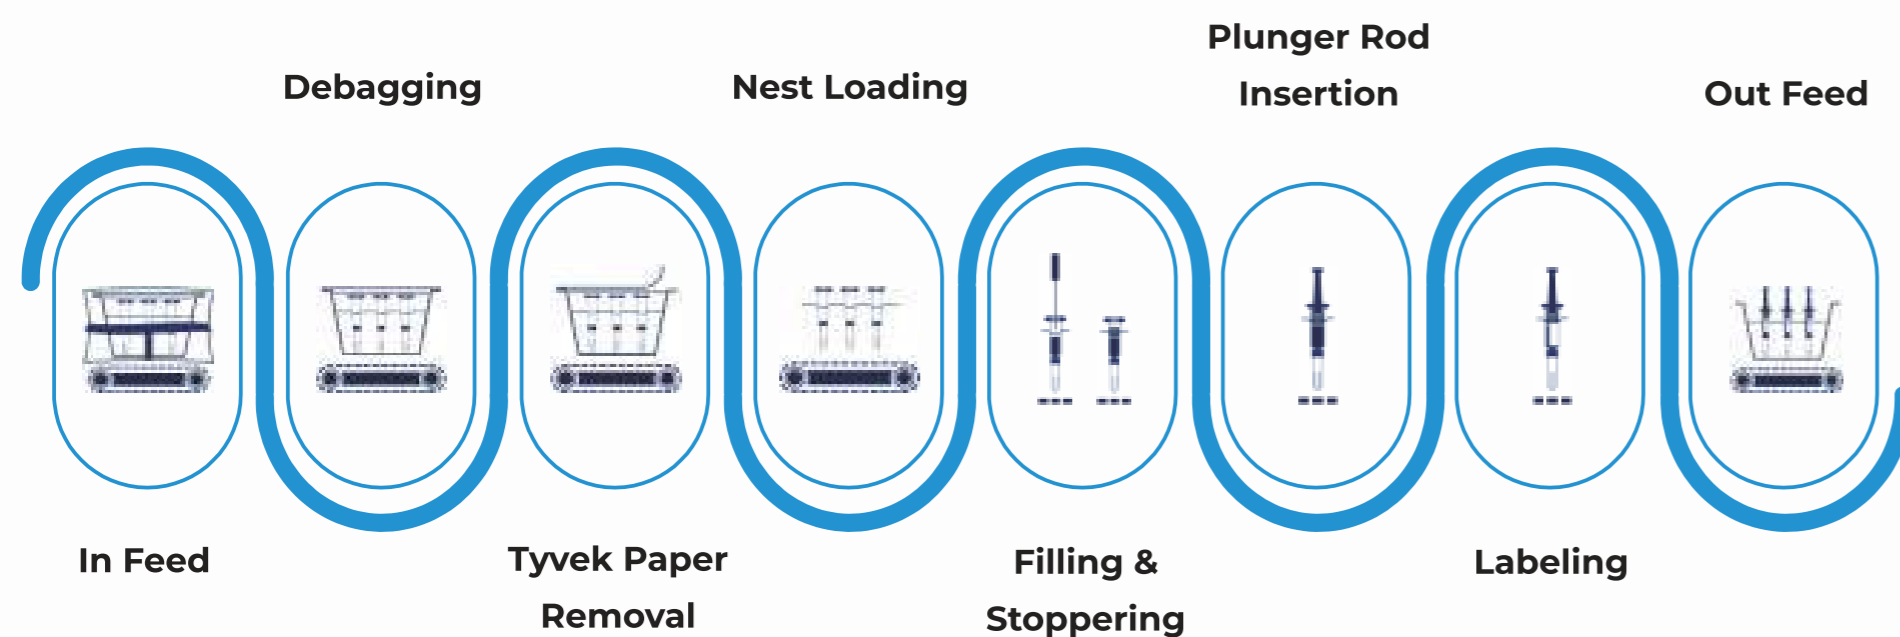 In Feed
Debagging
Tyvek Paper
Removal
Nest Loading
Filling &
Stoppering
Plunger Rod
Insertion
Labeling
Out Feed